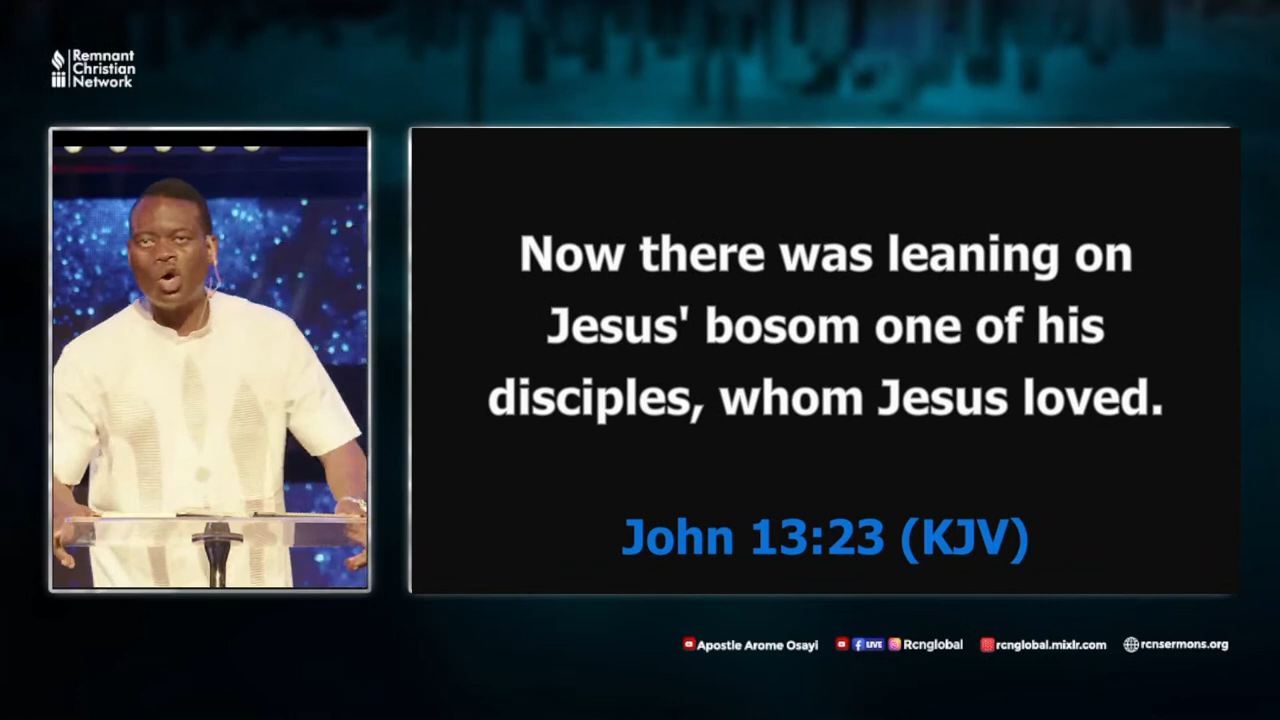 Remnant
Christian
Network
Now there was leaning on
Jesus' bosom one of his
disciples, whom Jesus loved.
John 13:23 (KJV)
Apostle Arome Osayi
LIVE Rcnglobal
rcnglobal.mixlr.com
rcnsermons.org